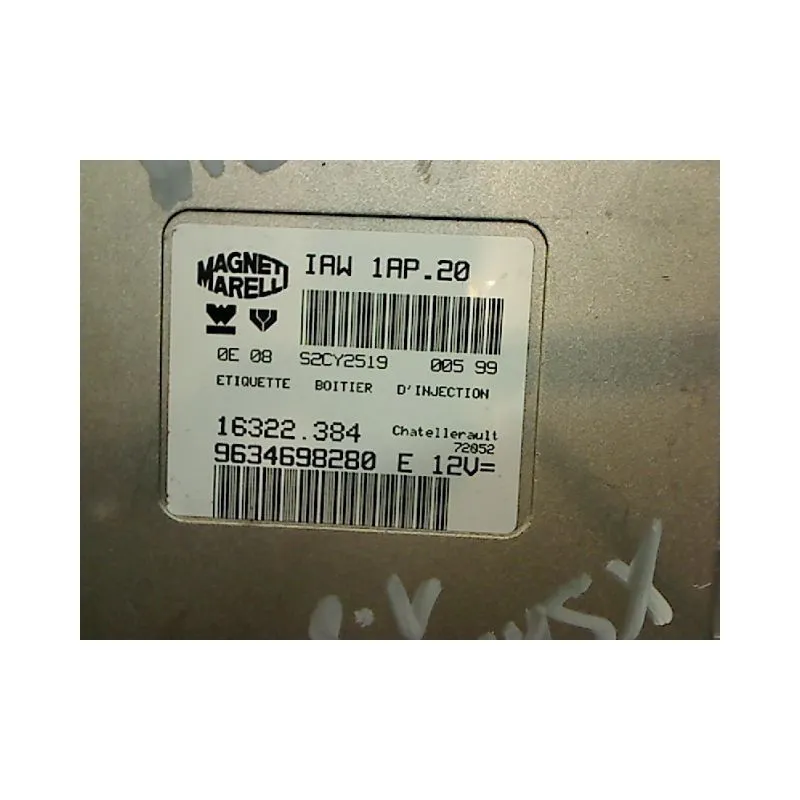 MAGNETI MARELLI
IAW 1AP.20
0E 08 S2CY2519 005 99
ETIQUETTE BOITIER D'INJECTION
16322.384 Chatellerault
72052
9634698280 E 12V=